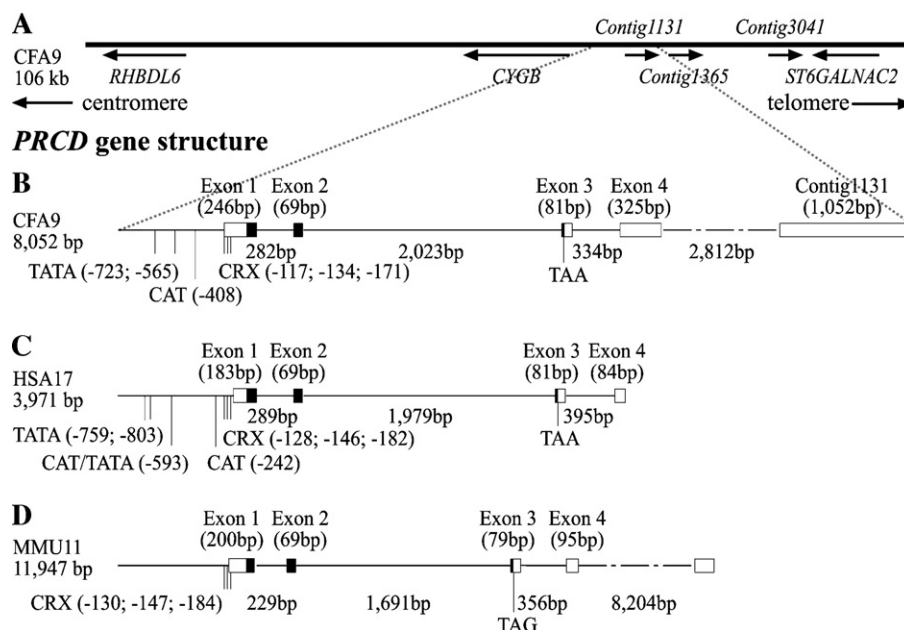 A
Contig1131
Contig3041
CFA9
106 kb
RHBDL6
CYGB
Contig1365
ST6GALNAC2
centromere
telomere
PRCD gene structure
B
Exon 1
(246bp)
Exon 2
(69bp)
Exon 3
(81bp)
Exon 4
(325bp)
Contig1131
(1,052bp)
CFA9
8,052 bp
282bp
2,023bp
334bp
2,812bp
TATA (-723; -565)
CRX (-117; -134; -171)
TAA
CAT (-408)
C
Exon 1
(183bp)
Exon 2
(69bp)
Exon 3
(81bp)
Exon 4
(84bp)
HSA17
3,971 bp
289bp
1,979bp
395bp
TATA (-759; -803)
CRX (-128; -146; -182)
TAA
CAT/TATA (-593)
CAT (-242)
D
Exon 1
(200bp)
Exon 2
(69bp)
Exon 3
(79bp)
Exon 4
(95bp)
MMU11
11,947 bp
CRX (-130; -147; -184)
229bp
1,691bp
356bp
8,204bp
TAG